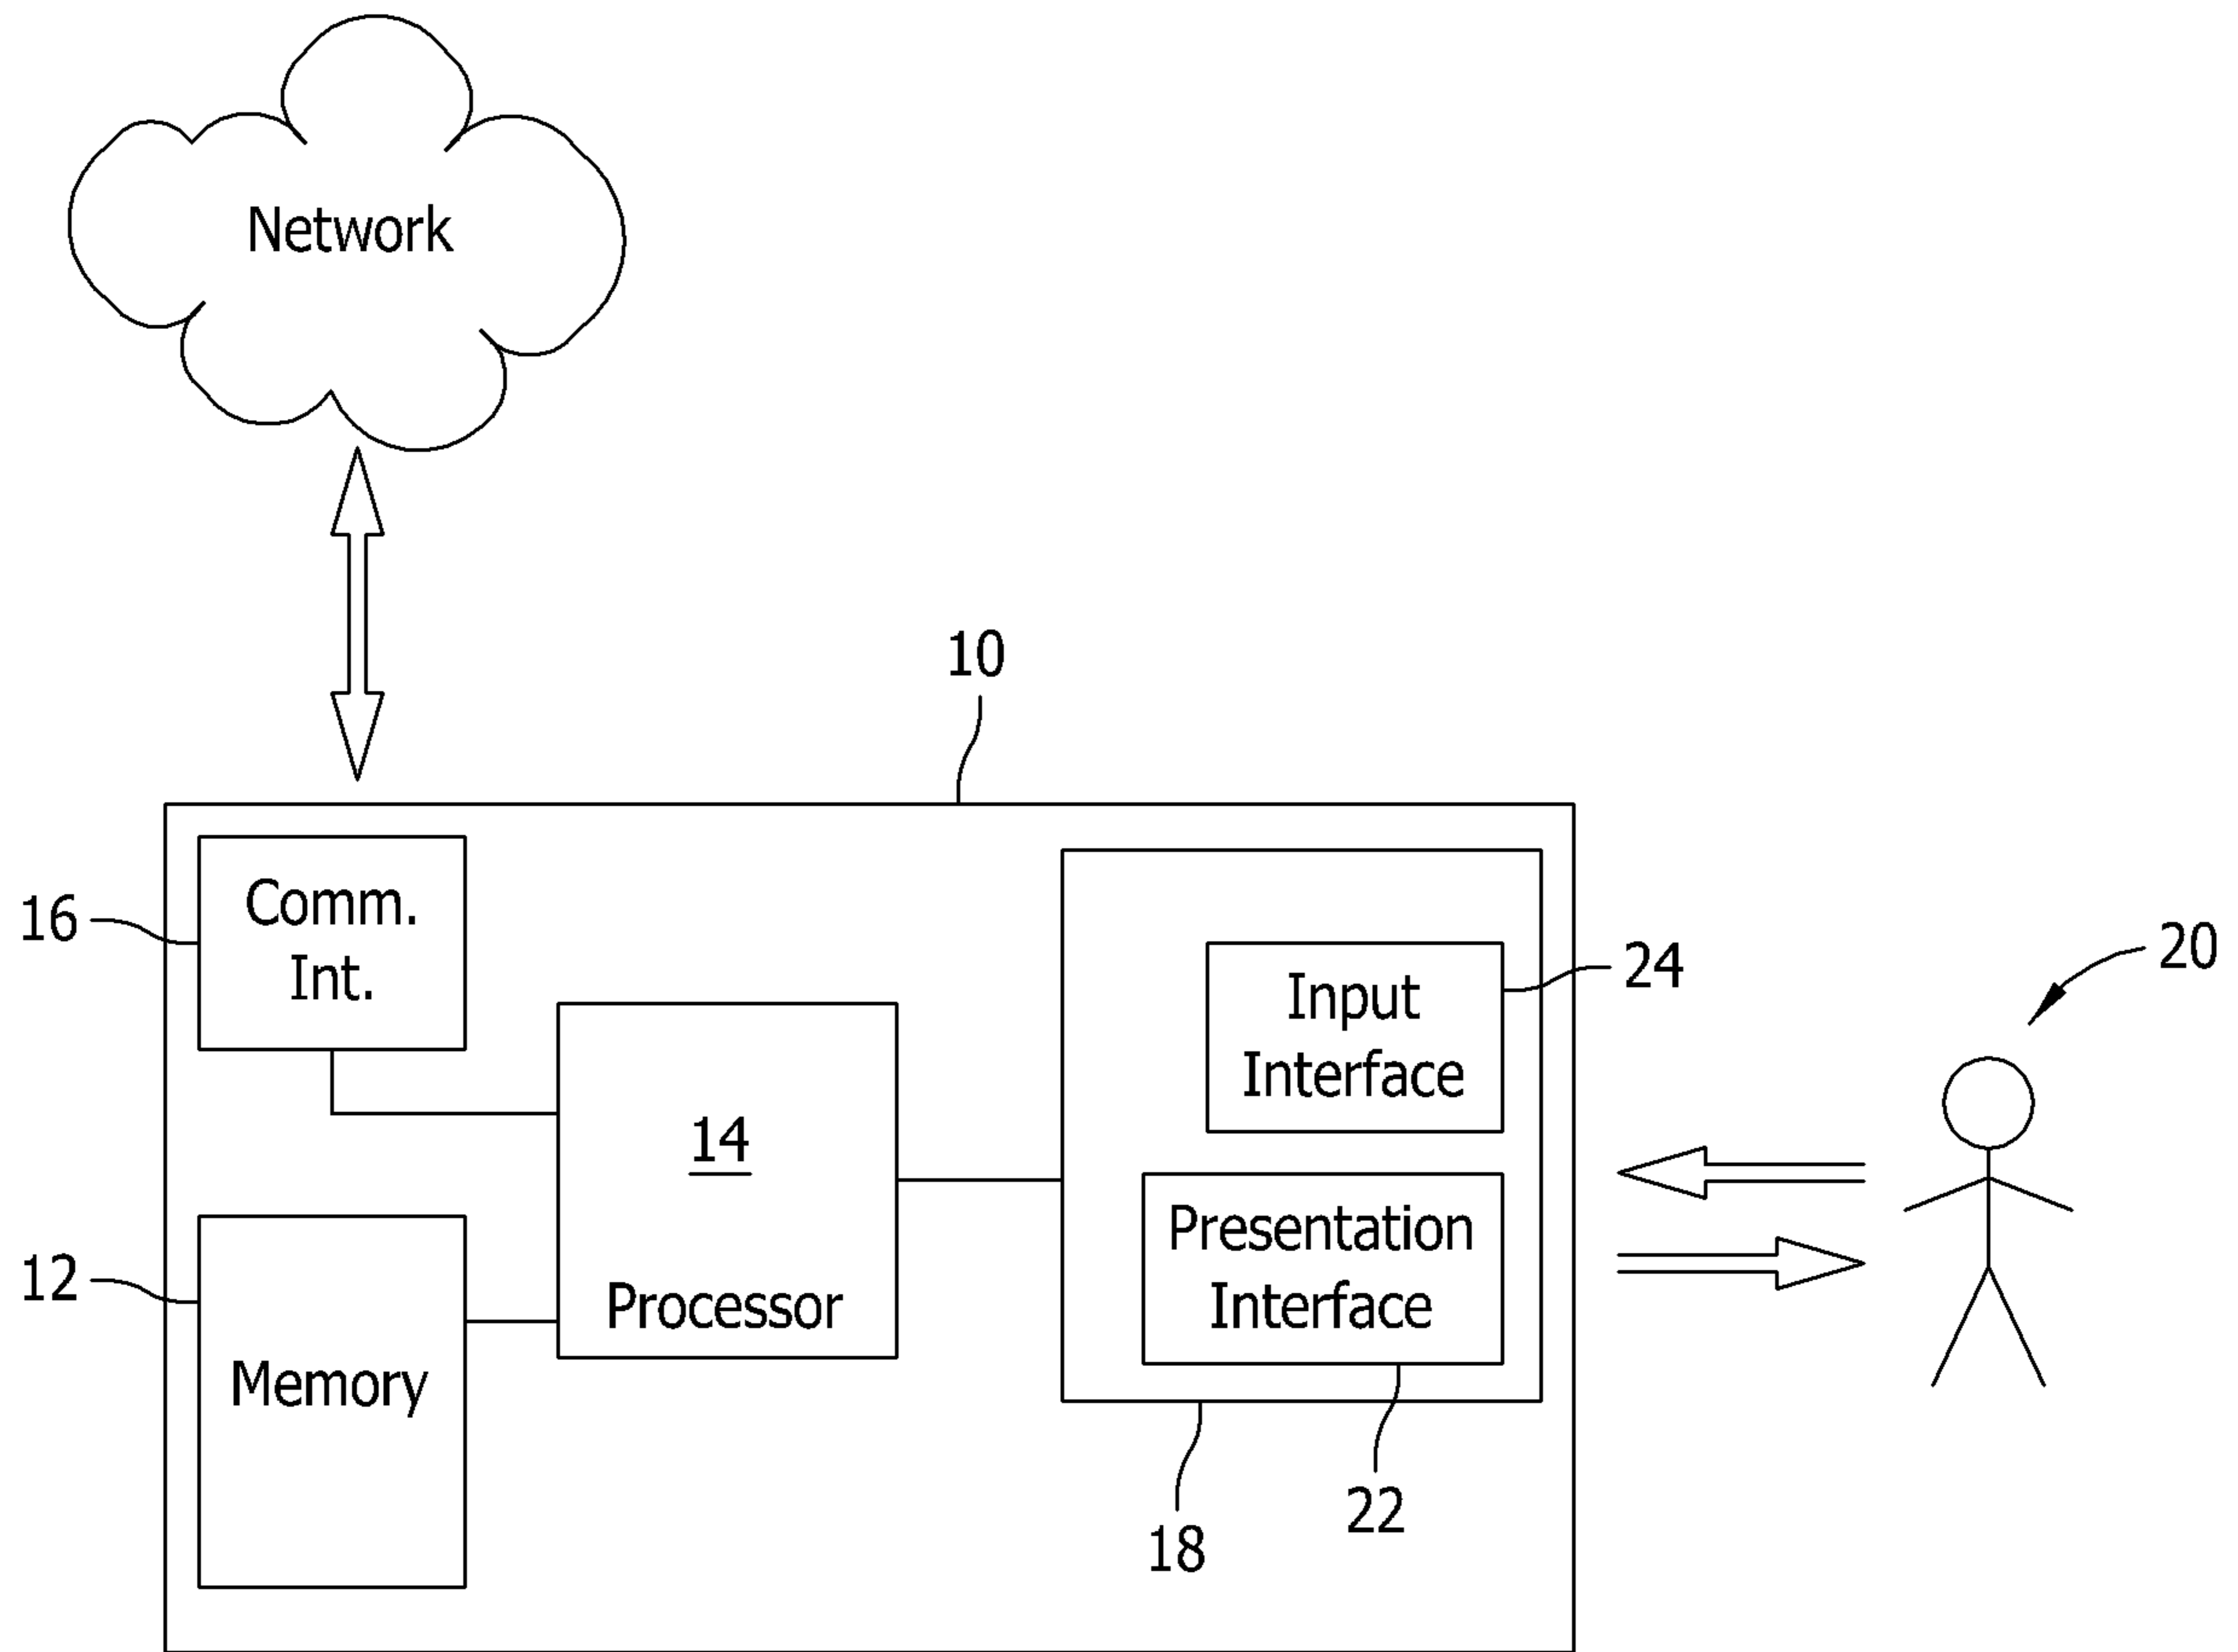 Network
10
16
Comm.
Int.
24
Input
Interface
20
14
Processor
Presentation
Interface
12
Memory
22
18